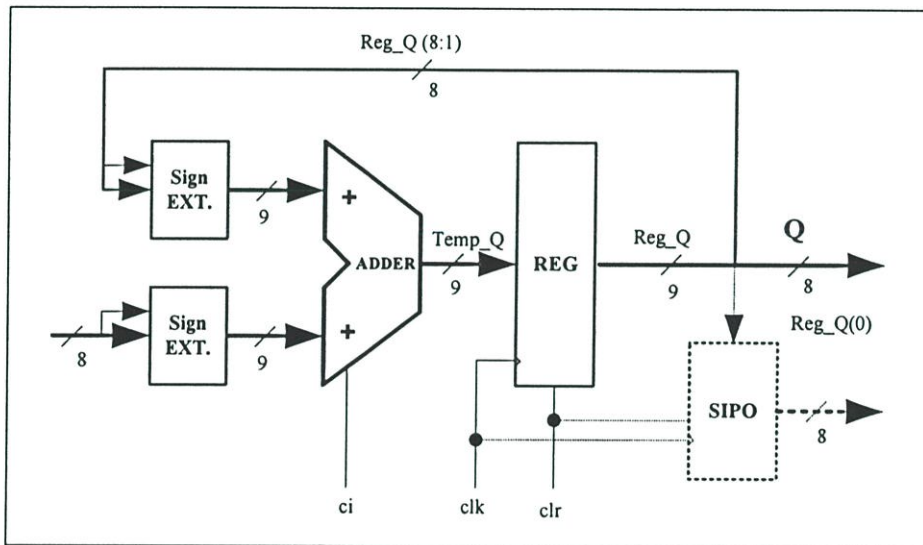 Reg_Q (8:1)
8
Sign
EXT.
9
+
ADDER
Temp_Q
9
REG
Reg_Q
9
Q
8
Reg_Q(0)
8
Sign
EXT.
9
+
SIPO
8
ci
clk
clr